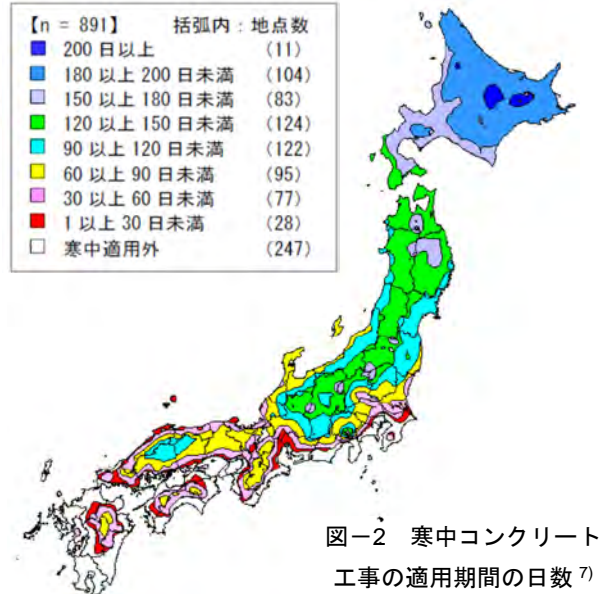 【n = 891】 括弧内：地点数
200 日以上 (11)
180 以上 200 日未満 (104)
150 以上 180 日未満 (83)
120 以上 150 日未満 (124)
90 以上 120 日未満 (122)
60 以上 90 日未満 (95)
30 以上 60 日未満 (77)
1 以上 30 日未満 (28)
寒中適用外 (247)
図－2 寒中コンクリート
工事の適用期間の日数 7)